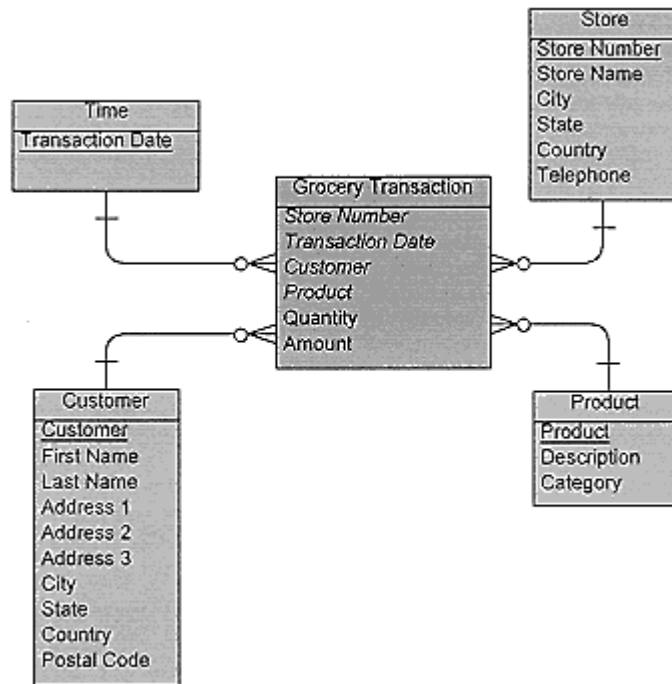 Store
Store Number
Store Name
City
State
Country
Telephone
Time
Transaction Date
Grocery Transaction
Store Number
Transaction Date
Customer
Product
Quantity
Amount
Customer
Customer
First Name
Last Name
Address 1
Address 2
Address 3
City
State
Country
Postal Code
Product
Product
Description
Category